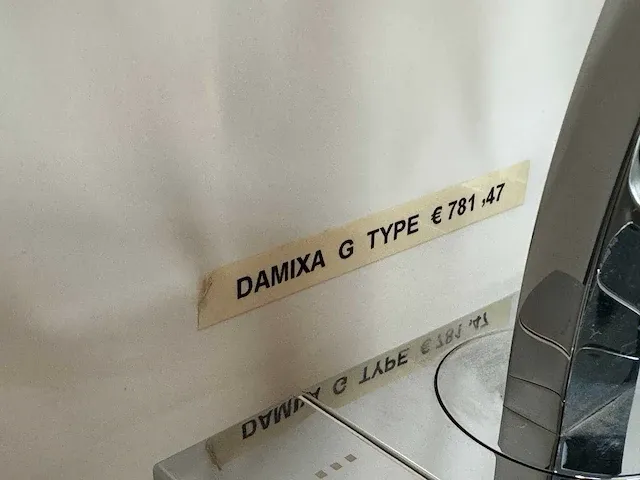 DAMIXA G TYPE € 781,47